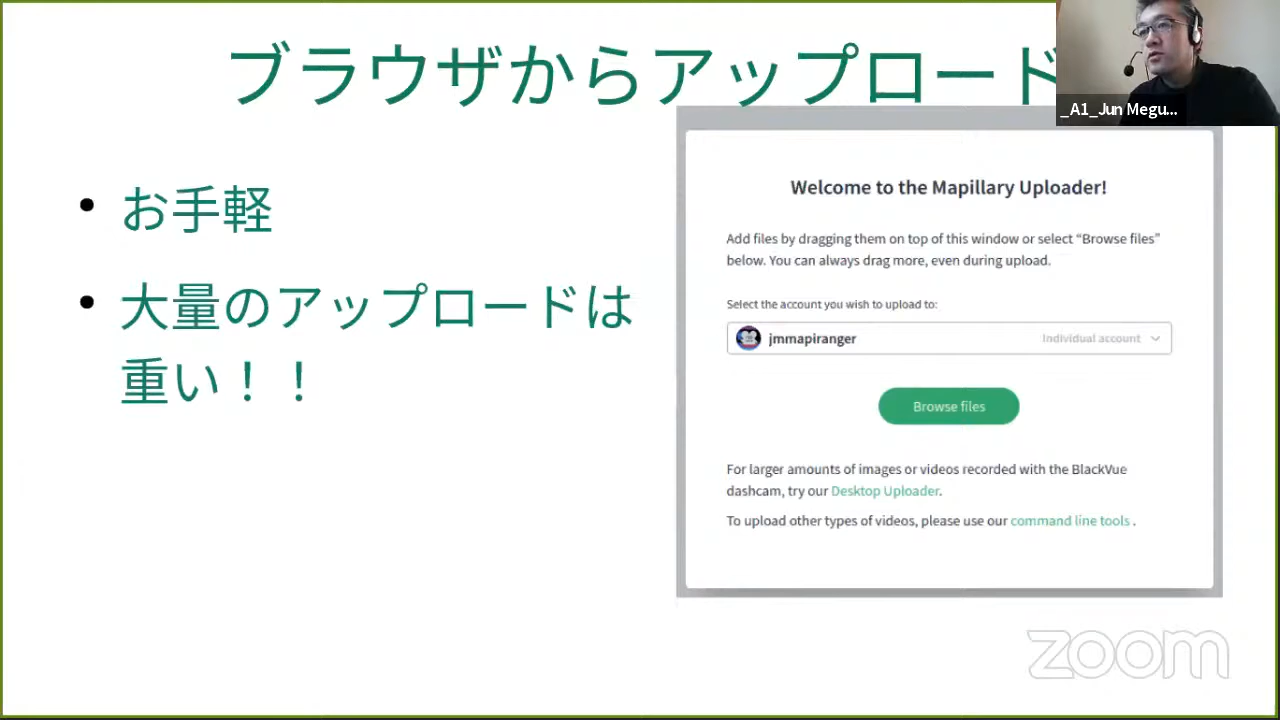 ブラウザからアップロード
_A1_Jun Megu...
• お手軽
• 大量のアップロードは
重い！！
Welcome to the Mapillary Uploader!
Add files by dragging them on top of this window or select “Browse files”
below. You can always drag more, even during upload.
Select the account you wish to upload to:
jmmapiranger Individual account
Browse files
For larger amounts of images or videos recorded with the BlackVue
dashcam, try our Desktop Uploader.
To upload other types of videos, please use our command line tools .
zoom